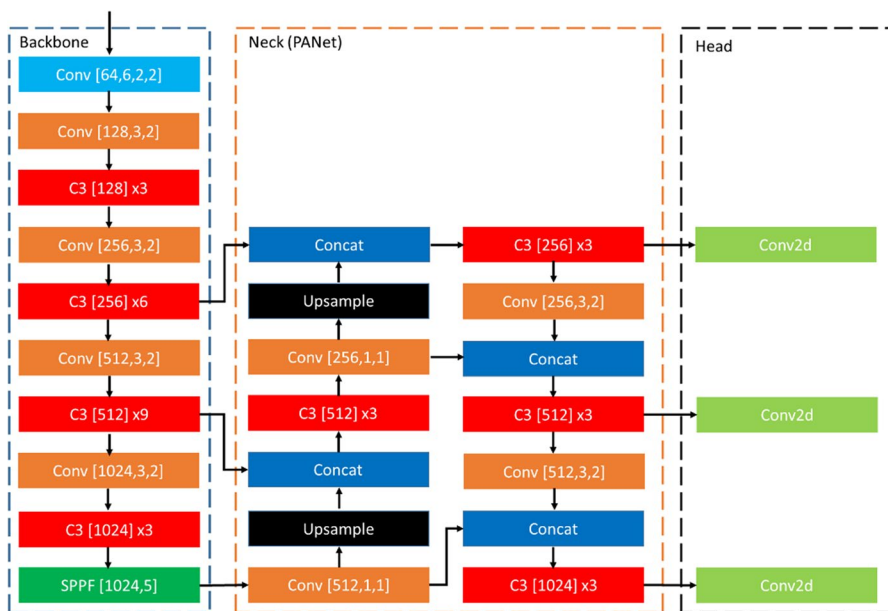 Backbone
Conv [64,6,2,2]
Conv [128,3,2]
C3 [128] x3
Conv [256,3,2]
C3 [256] x6
Conv [512,3,2]
C3 [512] x9
Conv [1024,3,2]
C3 [1024] x3
SPPF [1024,5]
Neck (PANet)
Concat
Upsample
Conv [256,1,1]
C3 [512] x3
Concat
Upsample
Conv [512,1,1]
C3 [256] x3
Conv [256,3,2]
Concat
C3 [512] x3
Conv [512,3,2]
Concat
C3 [1024] x3
Head
Conv2d
Conv2d
Conv2d